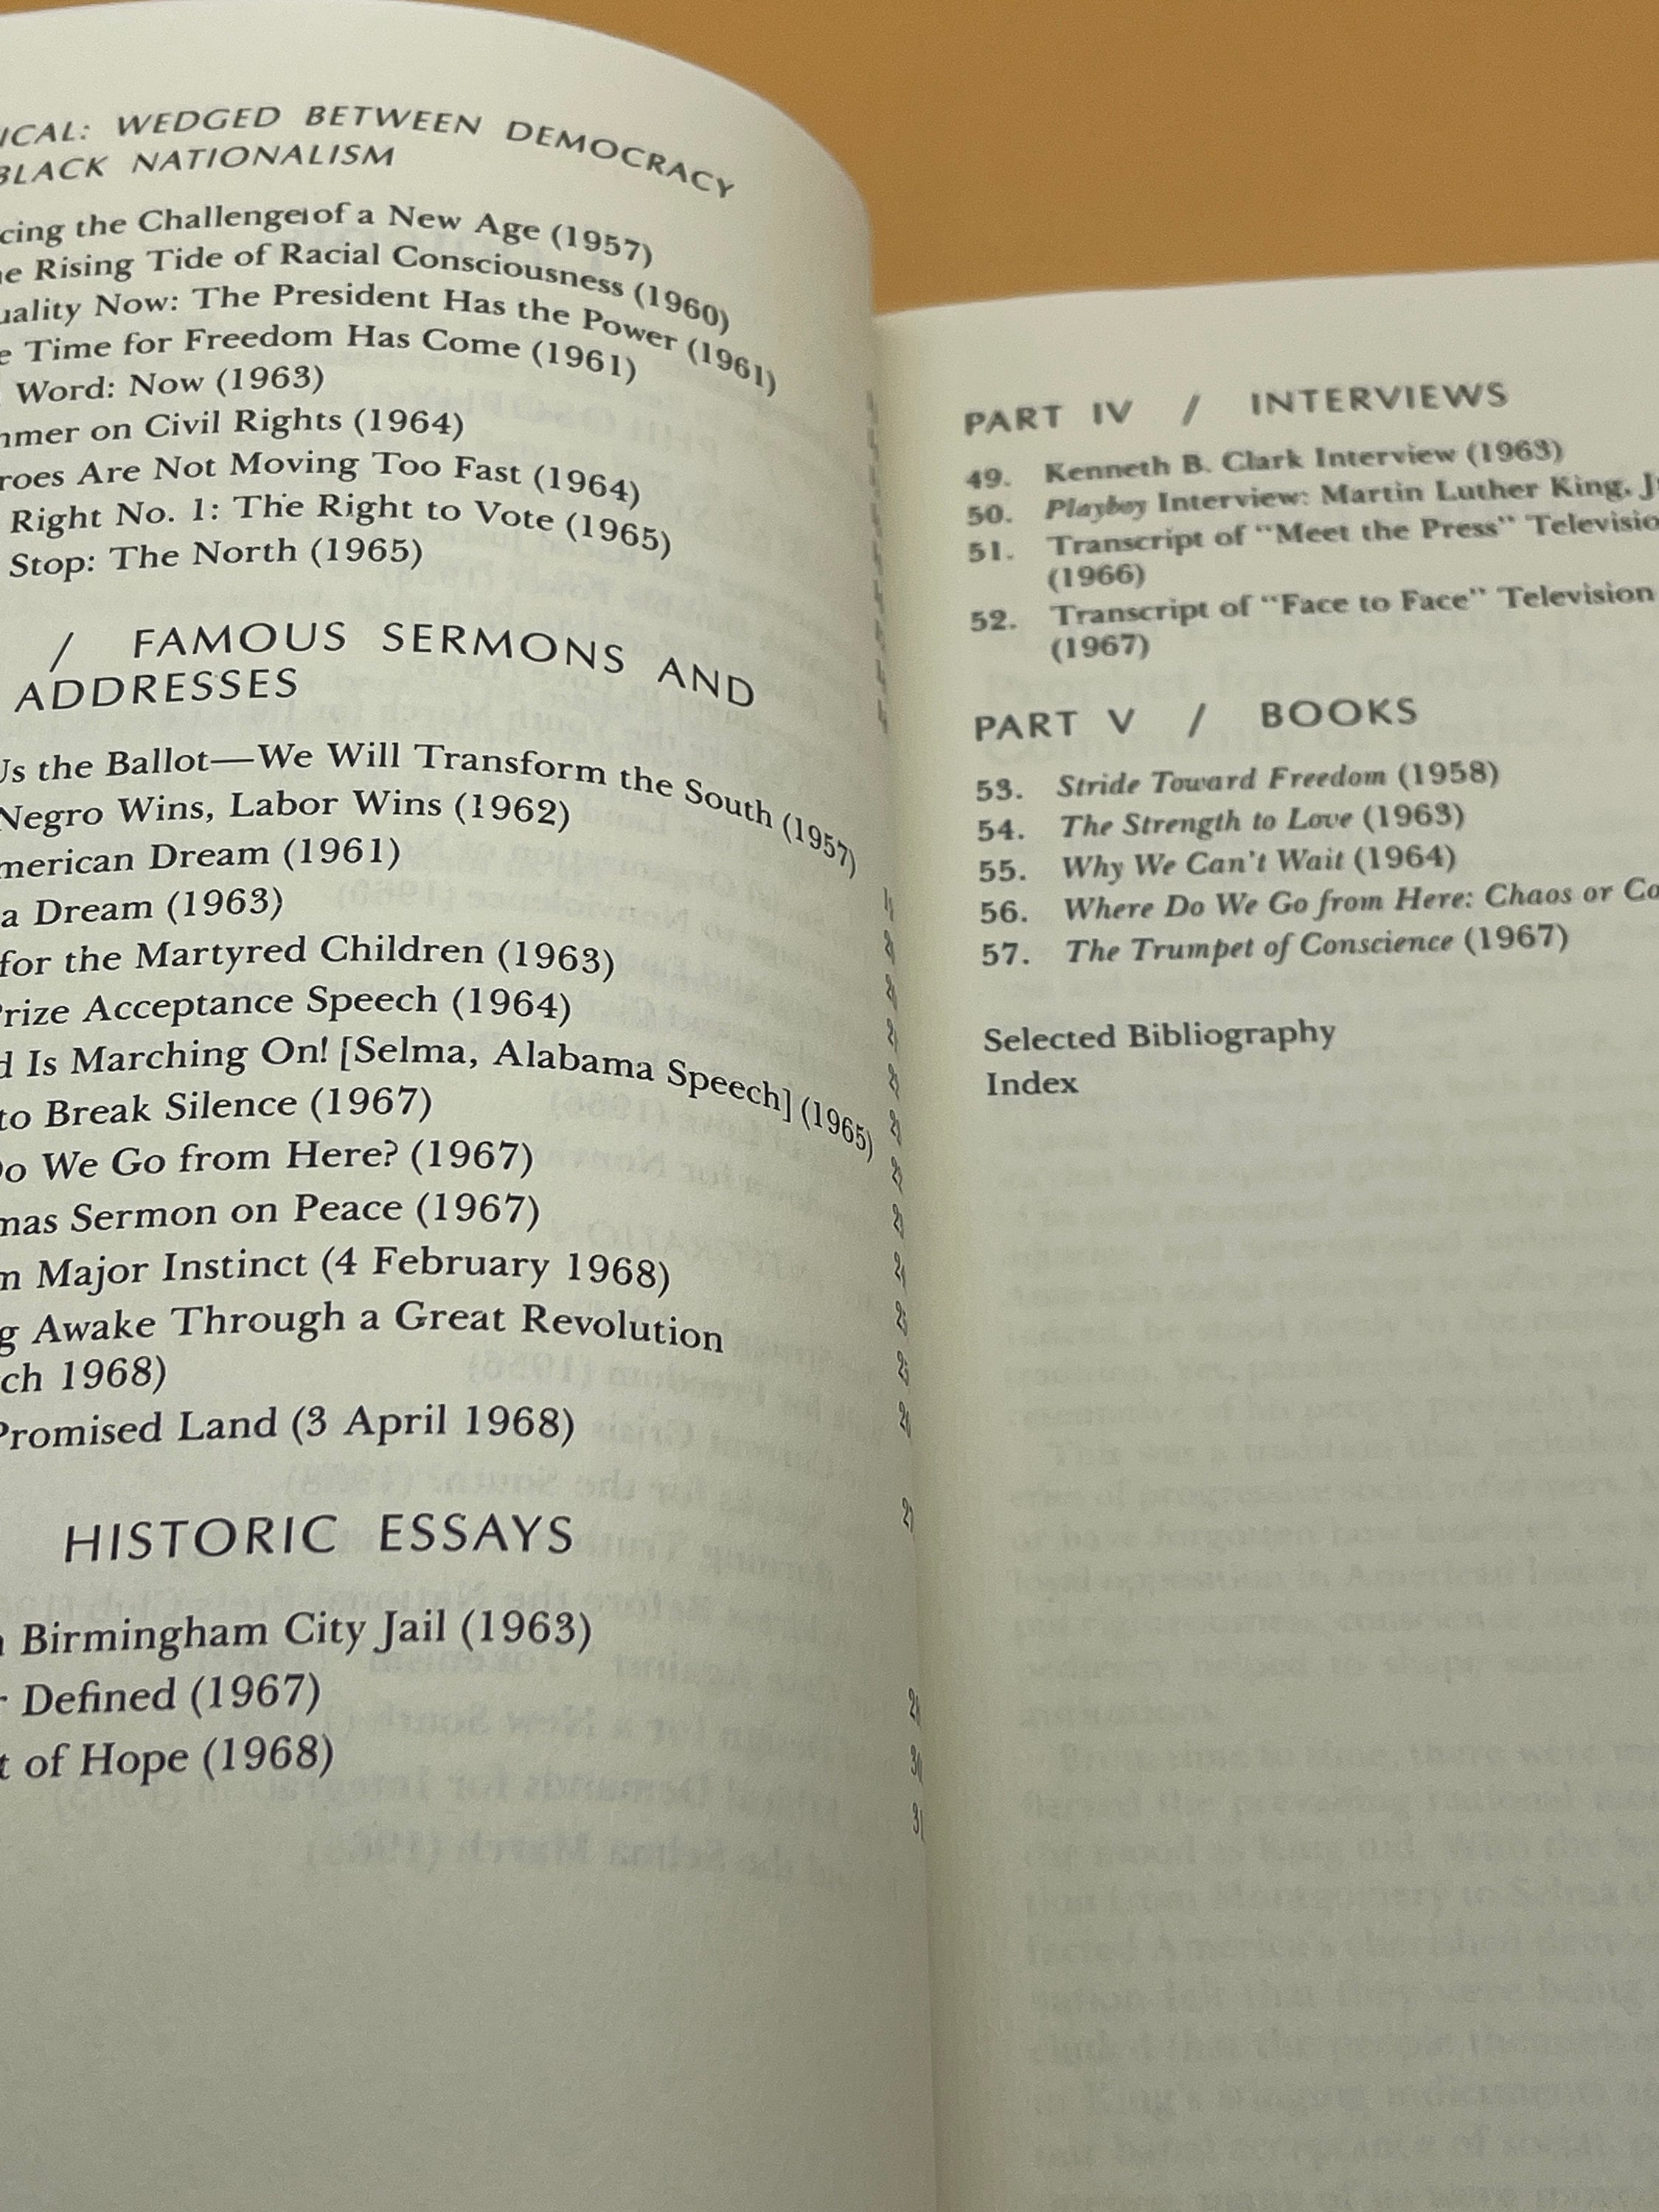 ICAL: WEDGED BETWEEN DEMOCRACY
BLACK NATIONALISM
cing the Challenge of a New Age (1957)
e Rising Tide of Racial Consciousness (1960)
uality Now: The President Has the Power (1961)
e Time for Freedom Has Come (1961)
Word: Now (1963)
mmer on Civil Rights (1964)
roes Are Not Moving Too Fast (1964)
Right No. 1: The Right to Vote (1965)
Stop: The North (1965)
/ FAMOUS SERMONS AND
ADDRESSES
Us the Ballot—We Will Transform the South (1957)
Negro Wins, Labor Wins (1962)
merican Dream (1961)
a Dream (1963)
for the Martyred Children (1963)
Prize Acceptance Speech (1964)
d Is Marching On! [Selma, Alabama Speech] (1965)
to Break Silence (1967)
Do We Go from Here? (1967)
mas Sermon on Peace (1967)
m Major Instinct (4 February 1968)
g Awake Through a Great Revolution
ch 1968)
Promised Land (3 April 1968)
HISTORIC ESSAYS
Birmingham City Jail (1963)
r Defined (1967)
t of Hope (1968)
PART IV / INTERVIEWS
49. Kenneth B. Clark Interview (1963)
50. Playboy Interview: Martin Luther King, J
51. Transcript of "Meet the Press" Televisio
(1966)
52. Transcript of "Face to Face" Television
(1967)
PART V / BOOKS
53. Stride Toward Freedom (1958)
54. The Strength to Love (1963)
55. Why We Can't Wait (1964)
56. Where Do We Go from Here: Chaos or Co
57. The Trumpet of Conscience (1967)
Selected Bibliography
Index